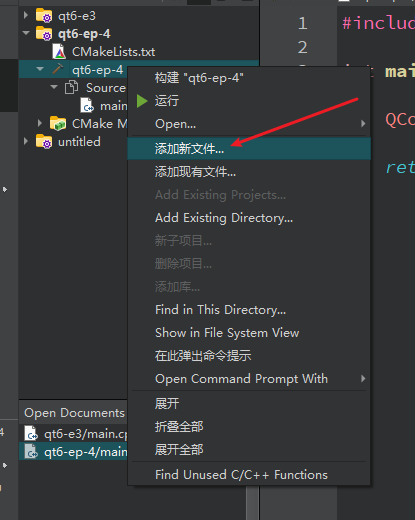 qt6-e3
qt6-ep-4
CMakeLists.txt
qt6-ep-4
Source
main
CMake M
untitled
构建 "qt6-ep-4"
运行
Open...
添加新文件...
添加现有文件...
Add Existing Projects...
Add Existing Directory...
新子项目...
删除项目...
添加库...
Find in This Directory...
Show in File System View
在此弹出命令提示
Open Command Prompt With
展开
折叠全部
展开全部
Find Unused C/C++ Functions
Open Documents
qt6-e3/main.cp
qt6-ep-4/main
1 #includ
2
mai
QCo
ret